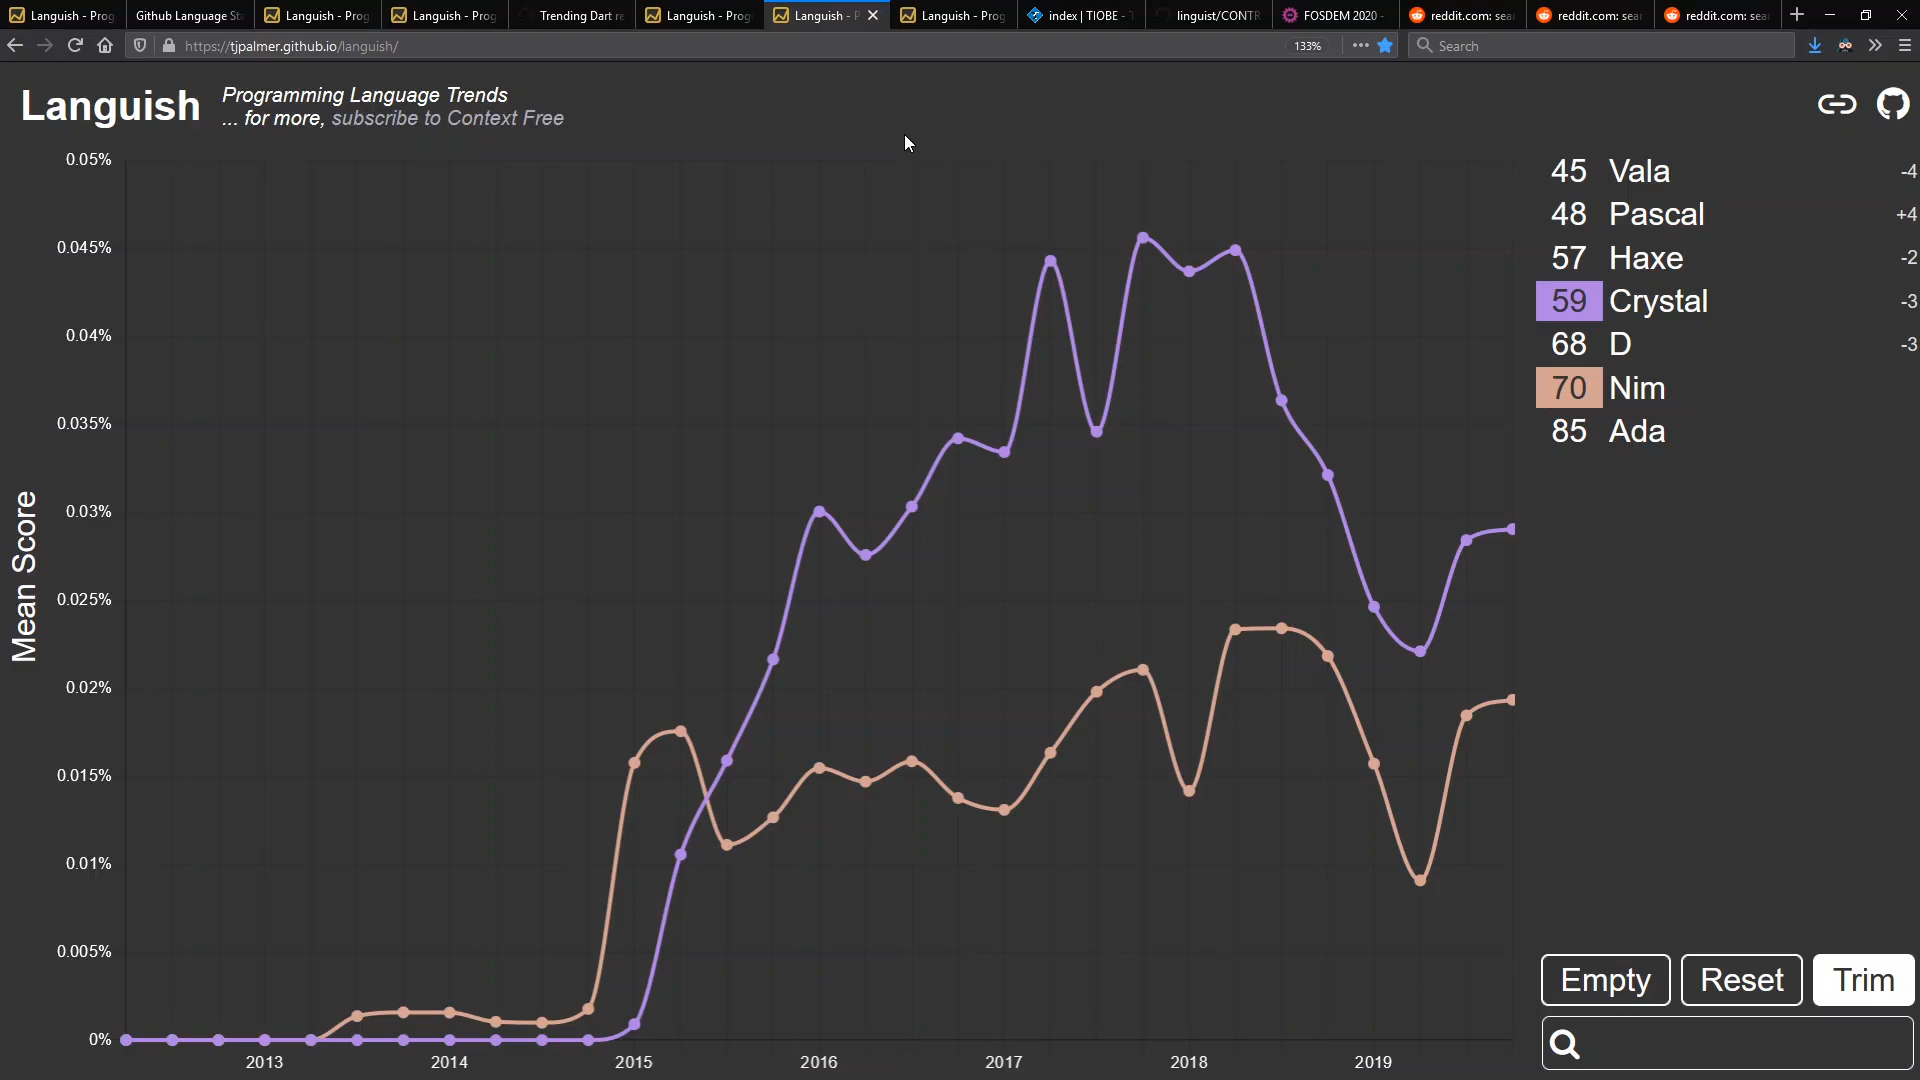 Languish - Prog
Github Language St
Languish - Prog
Languish - Prog
Trending Dart re
Languish - Prog
Languish - P
Languish - Prog
index | TIOBE - T
linguist/CONTR
FOSDEM 2020 -
reddit.com: sear
reddit.com: sear
reddit.com: sear
https://tjpalmer.github.io/languish/
133%
Search
Languish
Programming Language Trends
... for more, subscribe to Context Free
45 Vala -4
48 Pascal +4
57 Haxe -2
59 Crystal -3
68 D -3
70 Nim
85 Ada
Mean Score
0.05%
0.045%
0.04%
0.035%
0.03%
0.025%
0.02%
0.015%
0.01%
0.005%
0%
2013 2014 2015 2016 2017 2018 2019
Empty Reset Trim